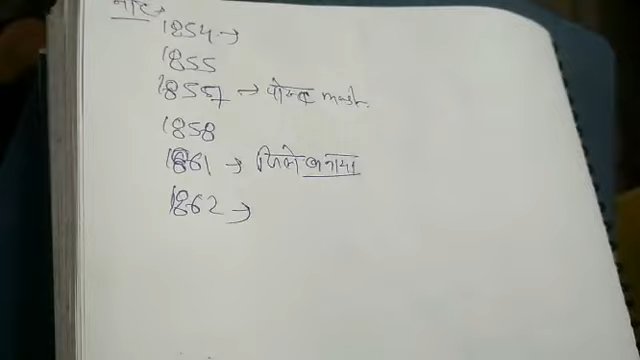 नोट →
1854 →
1855
1857 →
1858
1861 → जिले बनाया
1862 →